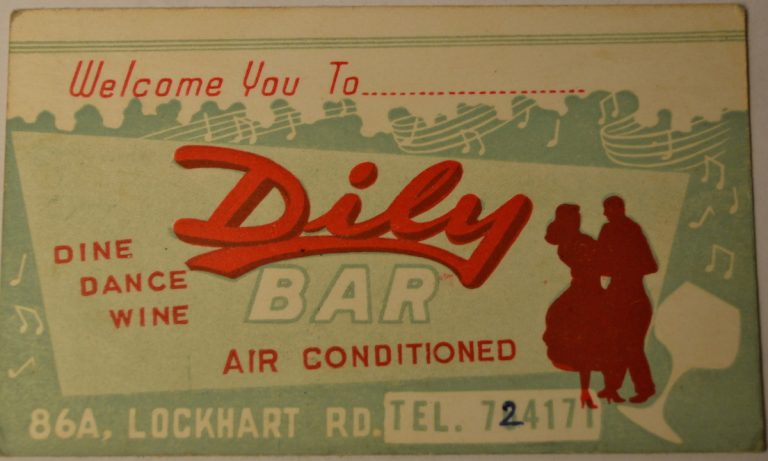 Welcome You To.....................
Dily
BAR
DINE
DANCE
WINE
AIR CONDITIONED
86A, LOCKHART RD. TEL. 724171